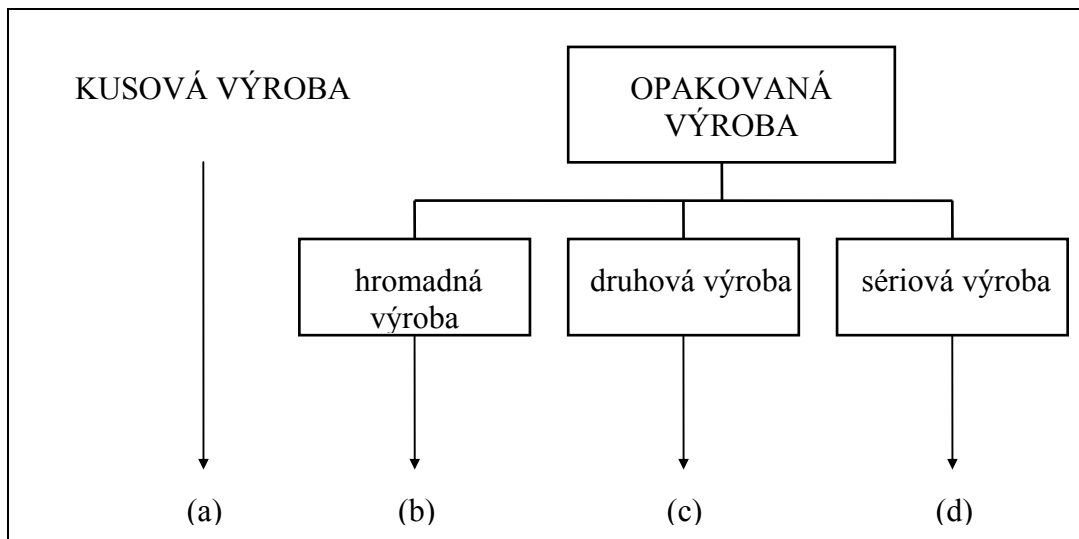 KUSOVÁ VÝROBA
OPAKOVANÁ
VÝROBA
hromadná
výroba
druhová výroba
sériová výroba
(a)
(b)
(c)
(d)